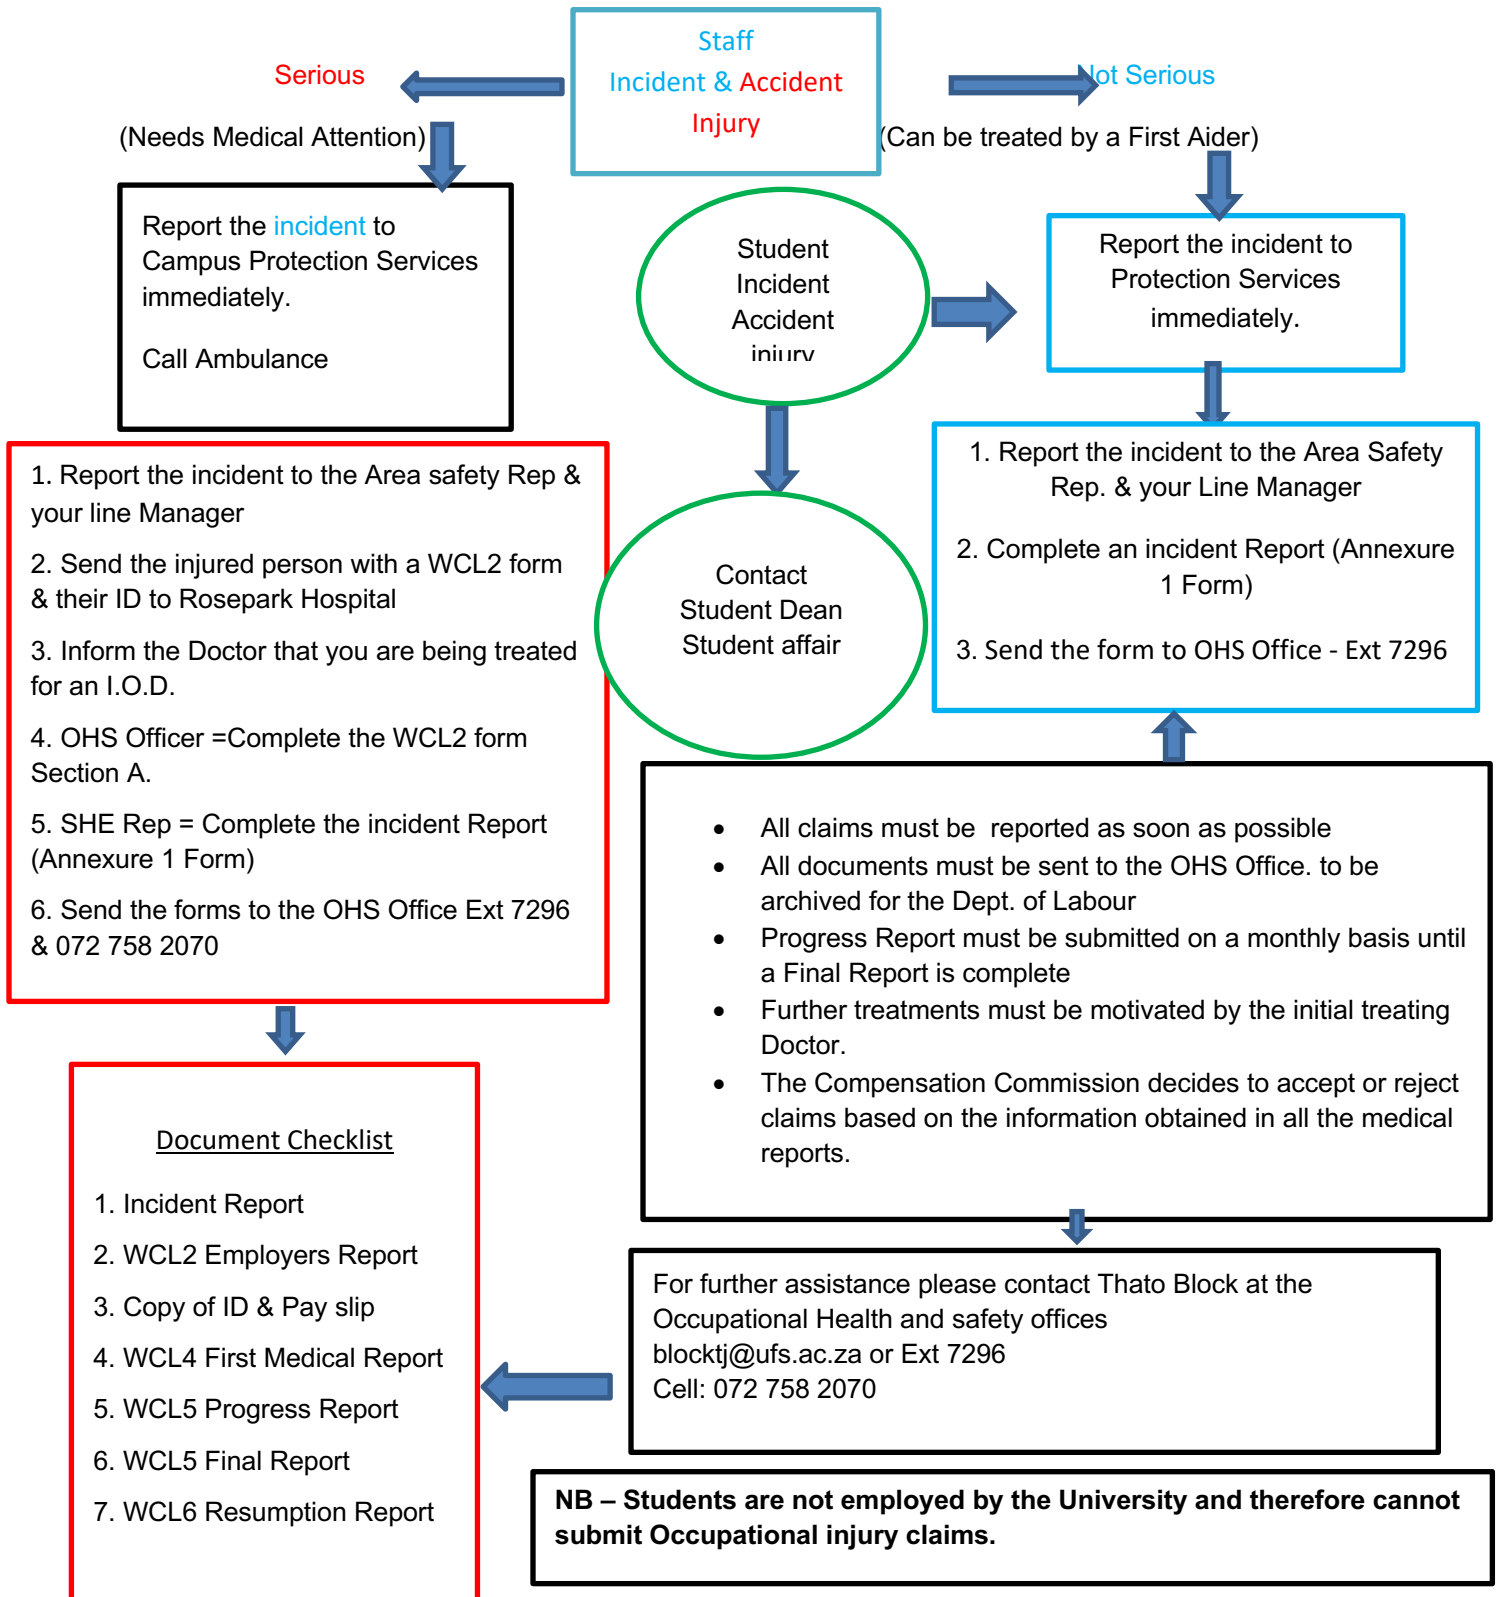 Staff
Incident & Accident
Injury
Serious
(Needs Medical Attention)
Not Serious
(Can be treated by a First Aider)
Report the incident to
Campus Protection Services
immediately.
Call Ambulance
Student
Incident
Accident
injury
Report the incident to
Protection Services
immediately.
1. Report the incident to the Area safety Rep &
your line Manager
2. Send the injured person with a WCL2 form
& their ID to Rosepark Hospital
3. Inform the Doctor that you are being treated
for an I.O.D.
4. OHS Officer =Complete the WCL2 form
Section A.
5. SHE Rep = Complete the incident Report
(Annexure 1 Form)
6. Send the forms to the OHS Office Ext 7296
& 072 758 2070
Contact
Student Dean
Student affair
1. Report the incident to the Area Safety
Rep. & your Line Manager
2. Complete an incident Report (Annexure
1 Form)
3. Send the form to OHS Office - Ext 7296
• All claims must be reported as soon as possible
• All documents must be sent to the OHS Office. to be
archived for the Dept. of Labour
• Progress Report must be submitted on a monthly basis until
a Final Report is complete
• Further treatments must be motivated by the initial treating
Doctor.
• The Compensation Commission decides to accept or reject
claims based on the information obtained in all the medical
reports.
Document Checklist
1. Incident Report
2. WCL2 Employers Report
3. Copy of ID & Pay slip
4. WCL4 First Medical Report
5. WCL5 Progress Report
6. WCL5 Final Report
7. WCL6 Resumption Report
For further assistance please contact Thato Block at the
Occupational Health and safety offices
blocktj@ufs.ac.za or Ext 7296
Cell: 072 758 2070
NB – Students are not employed by the University and therefore cannot
submit Occupational injury claims.